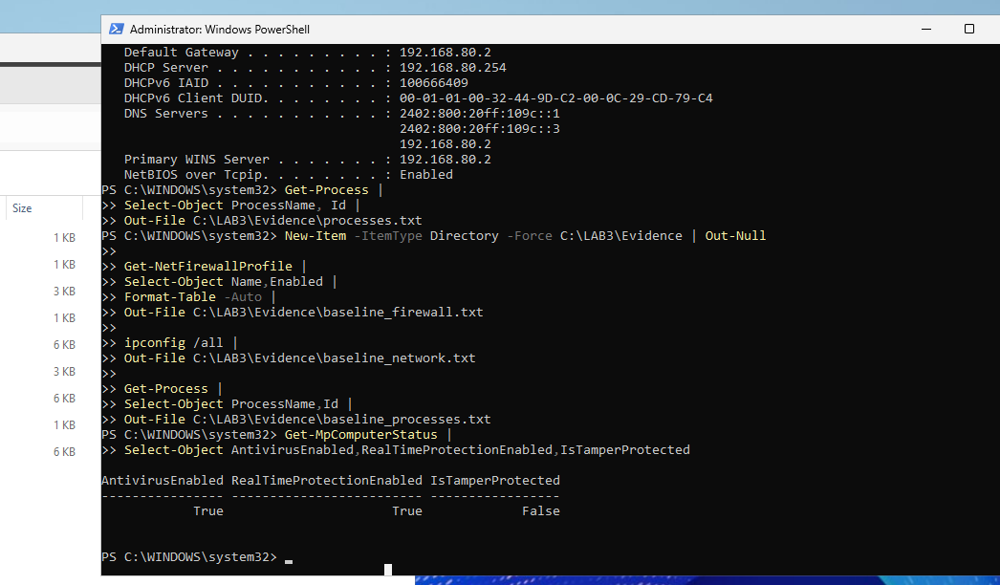 Administrator: Windows PowerShell
Default Gateway . . . . . . . . . : 192.168.80.2
DHCP Server . . . . . . . . . . . : 192.168.80.254
DHCPv6 IAID . . . . . . . . . . . : 100666409
DHCPv6 Client DUID. . . . . . . . : 00-01-01-00-32-44-9D-C2-00-0C-29-CD-79-C4
DNS Servers . . . . . . . . . . . : 2402:800:20ff:109c::1
2402:800:20ff:109c::3
192.168.80.2
Primary WINS Server . . . . . . . : 192.168.80.2
NetBIOS over Tcpip. . . . . . . . : Enabled
PS C:\WINDOWS\system32> Get-Process |
>> Select-Object ProcessName, Id |
>> Out-File C:\LAB3\Evidence\processes.txt
PS C:\WINDOWS\system32> New-Item -ItemType Directory -Force C:\LAB3\Evidence | Out-Null
>>
>> Get-NetFirewallProfile |
>> Select-Object Name,Enabled |
>> Format-Table -Auto |
>> Out-File C:\LAB3\Evidence\baseline_firewall.txt
>>
>> ipconfig /all |
>> Out-File C:\LAB3\Evidence\baseline_network.txt
>>
>> Get-Process |
>> Select-Object ProcessName,Id |
>> Out-File C:\LAB3\Evidence\baseline_processes.txt
PS C:\WINDOWS\system32> Get-MpComputerStatus |
>> Select-Object AntivirusEnabled,RealTimeProtectionEnabled,IsTamperProtected
AntivirusEnabled RealTimeProtectionEnabled IsTamperProtected
---------------- ------------------------- -----------------
True True False
PS C:\WINDOWS\system32>
Size
1 KB
1 KB
3 KB
1 KB
6 KB
3 KB
6 KB
1 KB
6 KB